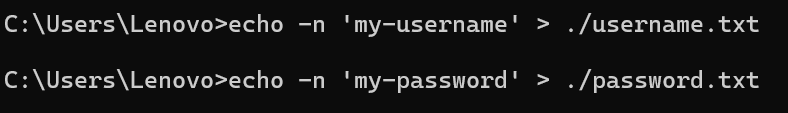 C:\Users\Lenovo>echo -n 'my-username' > ./username.txt
C:\Users\Lenovo>echo -n 'my-password' > ./password.txt